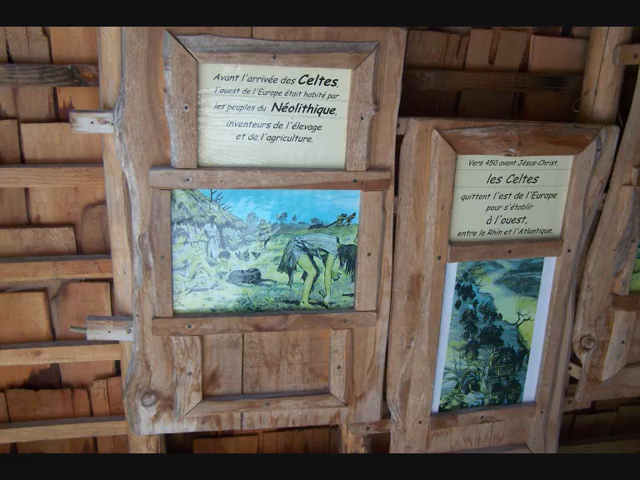 Avant l'arrivée des Celtes,
l'ouest de l'Europe était habité par
les peuples du Néolithique,
inventeurs de l'élevage
et de l'agriculture.
Vers 450 avant Jésus-Christ,
les Celtes
quittent l'est de l'Europe
pour s'établir
à l'ouest,
entre le Rhin et l'Atlantique.